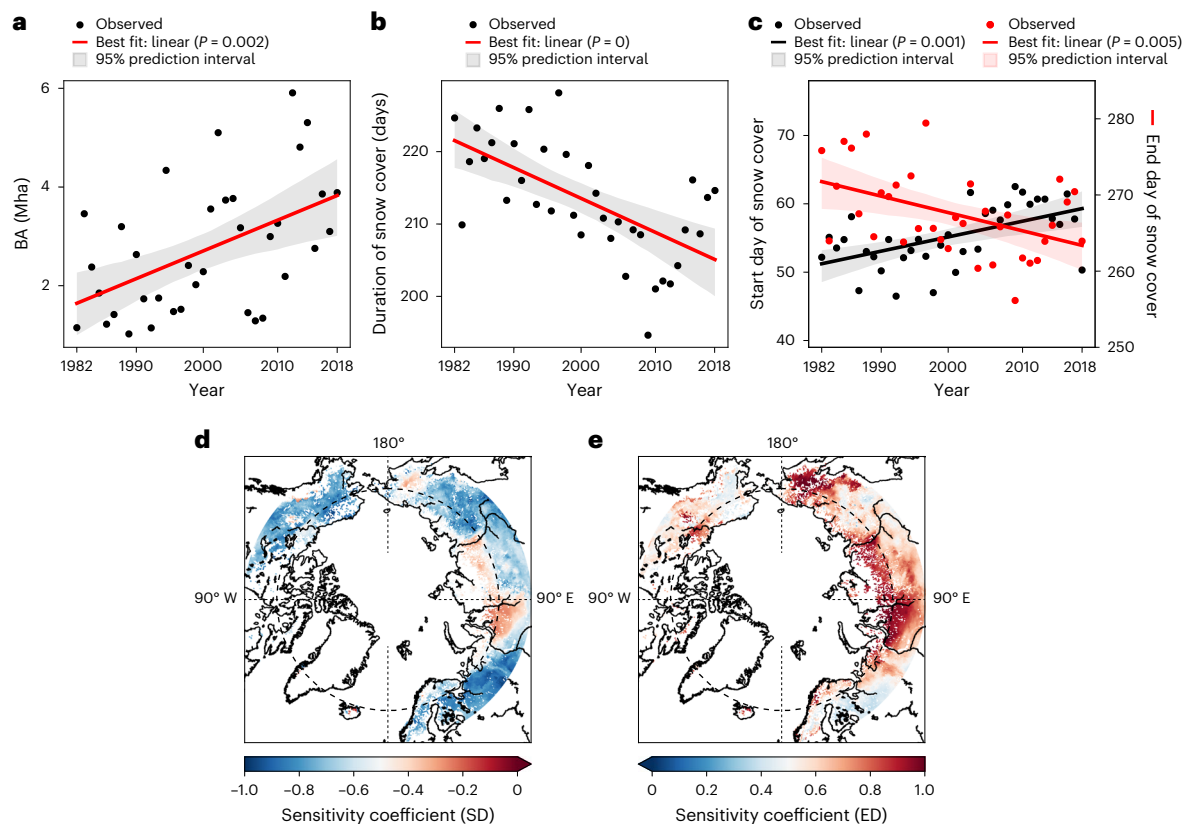 a
Observed
Best fit: linear (P = 0.002)
95% prediction interval
BA (Mha)
6
4
2
1982
1990
2000
2010
2018
Year
b
Observed
Best fit: linear (P = 0)
95% prediction interval
Duration of snow cover (days)
220
210
200
1982
1990
2000
2010
2018
Year
c
Observed
Best fit: linear (P = 0.001)
95% prediction interval
Observed
Best fit: linear (P = 0.005)
95% prediction interval
Start day of snow cover
70
60
50
40
280
270
260
250
End day of snow cover
1982
1990
2000
2010
2018
Year
d
180°
90° W
90° E
−1.0
−0.8
−0.6
−0.4
−0.2
0
Sensitivity coefficient (SD)
e
180°
90° W
90° E
0
0.2
0.4
0.6
0.8
1.0
Sensitivity coefficient (ED)